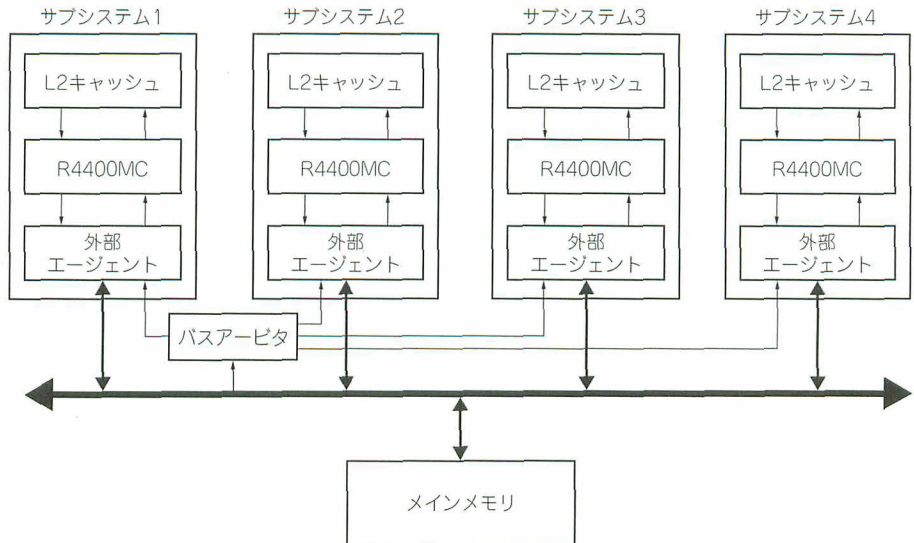 サブシステム1
サブシステム2
サブシステム3
サブシステム4
L2キャッシュ
L2キャッシュ
L2キャッシュ
L2キャッシュ
R4400MC
R4400MC
R4400MC
R4400MC
外部
エージェント
外部
エージェント
外部
エージェント
外部
エージェント
バスアービタ
メインメモリ